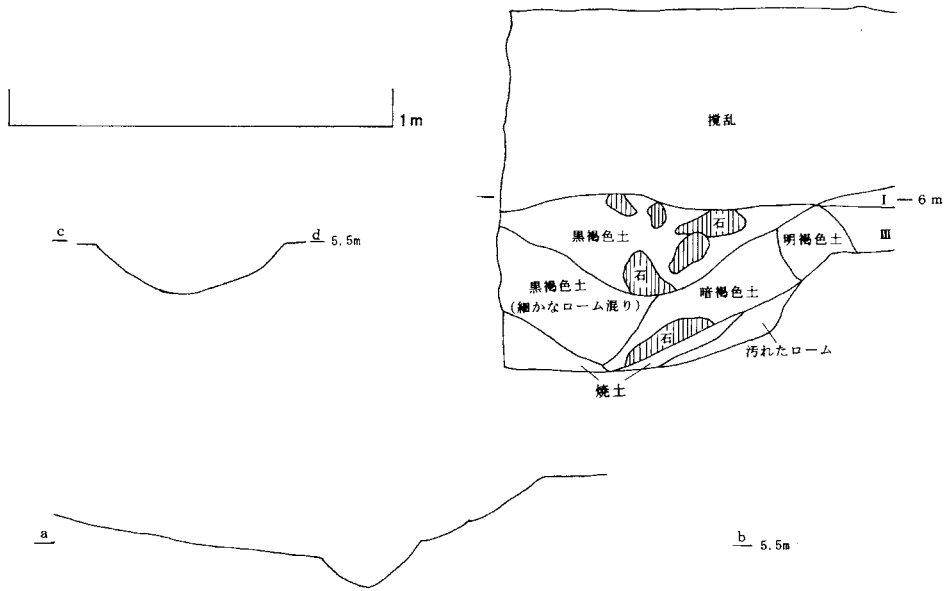 1m
c
d 5.5m
撹乱
I 6m
黒褐色土
石
明褐色土
III
黒褐色土
(細かなローム混り)
石
暗褐色土
石
汚れたローム
焼土
a
b 5.5m